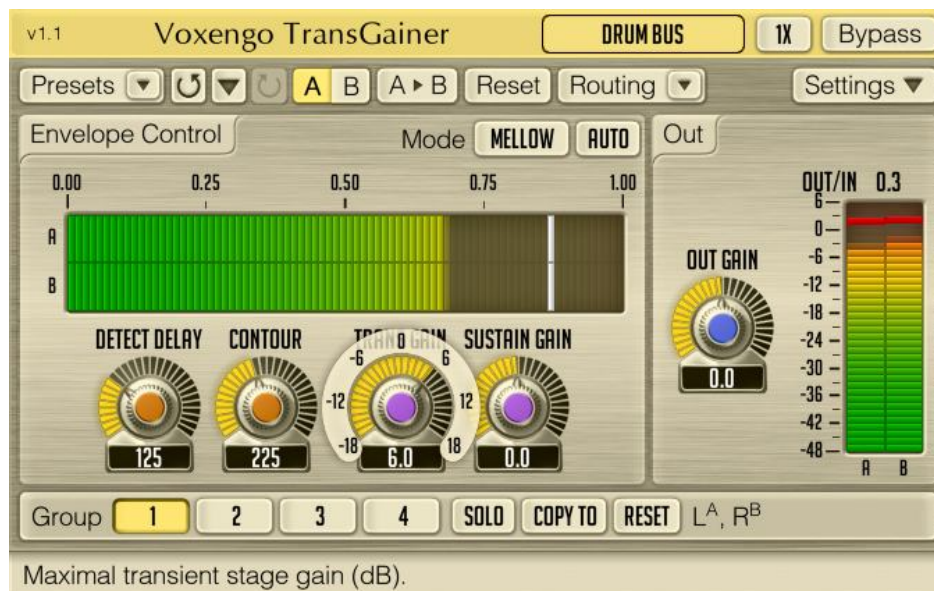 v1.1 Voxengo TransGainer DRUM BUS 1X Bypass
Presets A B A ▸ B Reset Routing Settings
Envelope Control Mode MELLOW AUTO Out
0.00 0.25 0.50 0.75 1.00 OUT/IN 0.3
A
B
DETECT DELAY CONTOUR TRANS GAIN SUSTAIN GAIN OUT GAIN
-18 -12 -6 0 6 12 18
125 225 6.0 0.0 0.0
6
0
-6
-12
-18
-24
-30
-36
-42
-48
A B
Group 1 2 3 4 SOLO COPY TO RESET L^A, R^B
Maximal transient stage gain (dB).